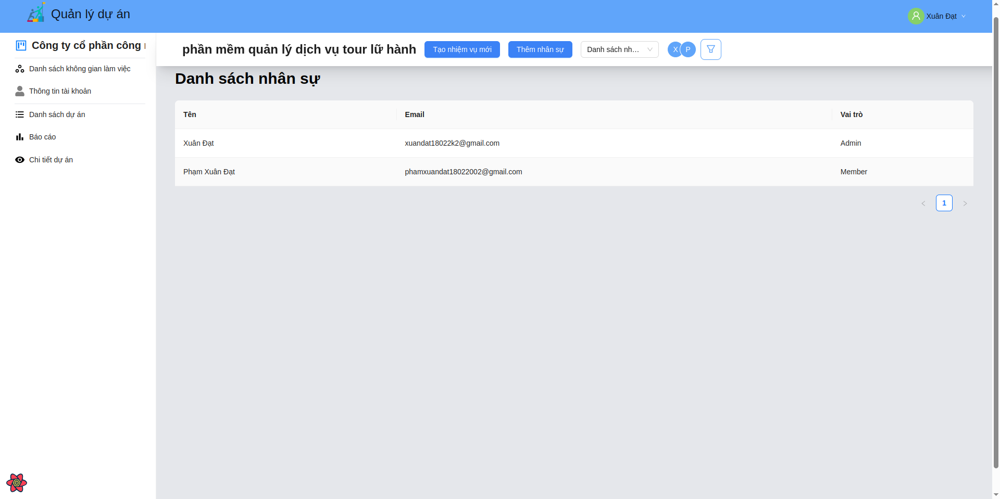 Quản lý dự án
Xuân Đạt
Công ty cổ phần công
phần mềm quản lý dịch vụ tour lữ hành
Tạo nhiệm vụ mới
Thêm nhân sự
Danh sách nh...
X P
Danh sách không gian làm việc
Thông tin tài khoản
Danh sách dự án
Báo cáo
Chi tiết dự án
Danh sách nhân sự
Tên Email Vai trò
Xuân Đạt xuandat18022k2@gmail.com Admin
Phạm Xuân Đạt phamxuandat18022002@gmail.com Member
1